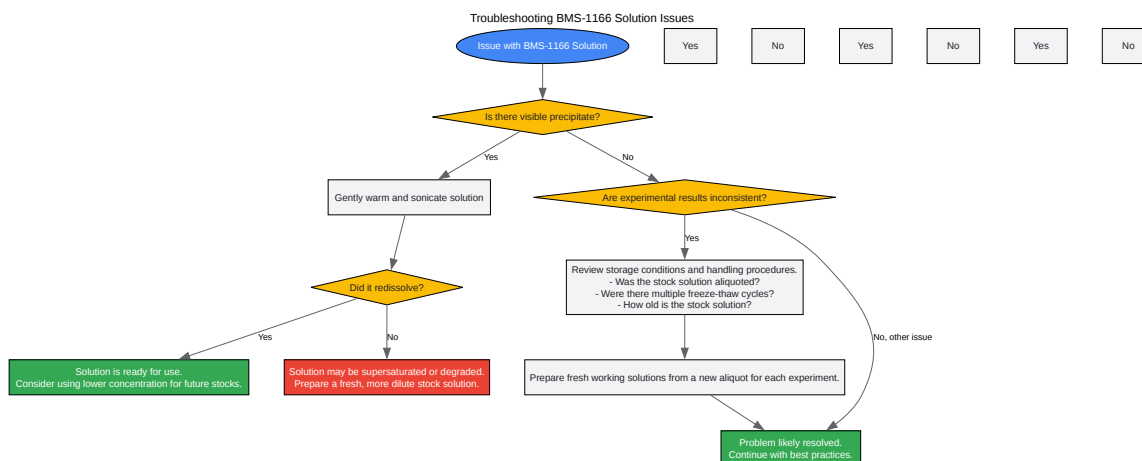 Troubleshooting BMS-1166 Solution Issues
Issue with BMS-1166 Solution
Yes
No
Yes
No
Yes
No
Is there visible precipitate?
Yes
No
Gently warm and sonicate solution
Are experimental results inconsistent?
Yes
Review storage conditions and handling procedures.
- Was the stock solution aliquoted?
- Were there multiple freeze-thaw cycles?
- How old is the stock solution?
Did it redissolve?
Yes
No
No, other issue
Solution is ready for use.
Consider using lower concentration for future stocks.
Solution may be supersaturated or degraded.
Prepare a fresh, more dilute stock solution.
Prepare fresh working solutions from a new aliquot for each experiment.
Problem likely resolved.
Continue with best practices.